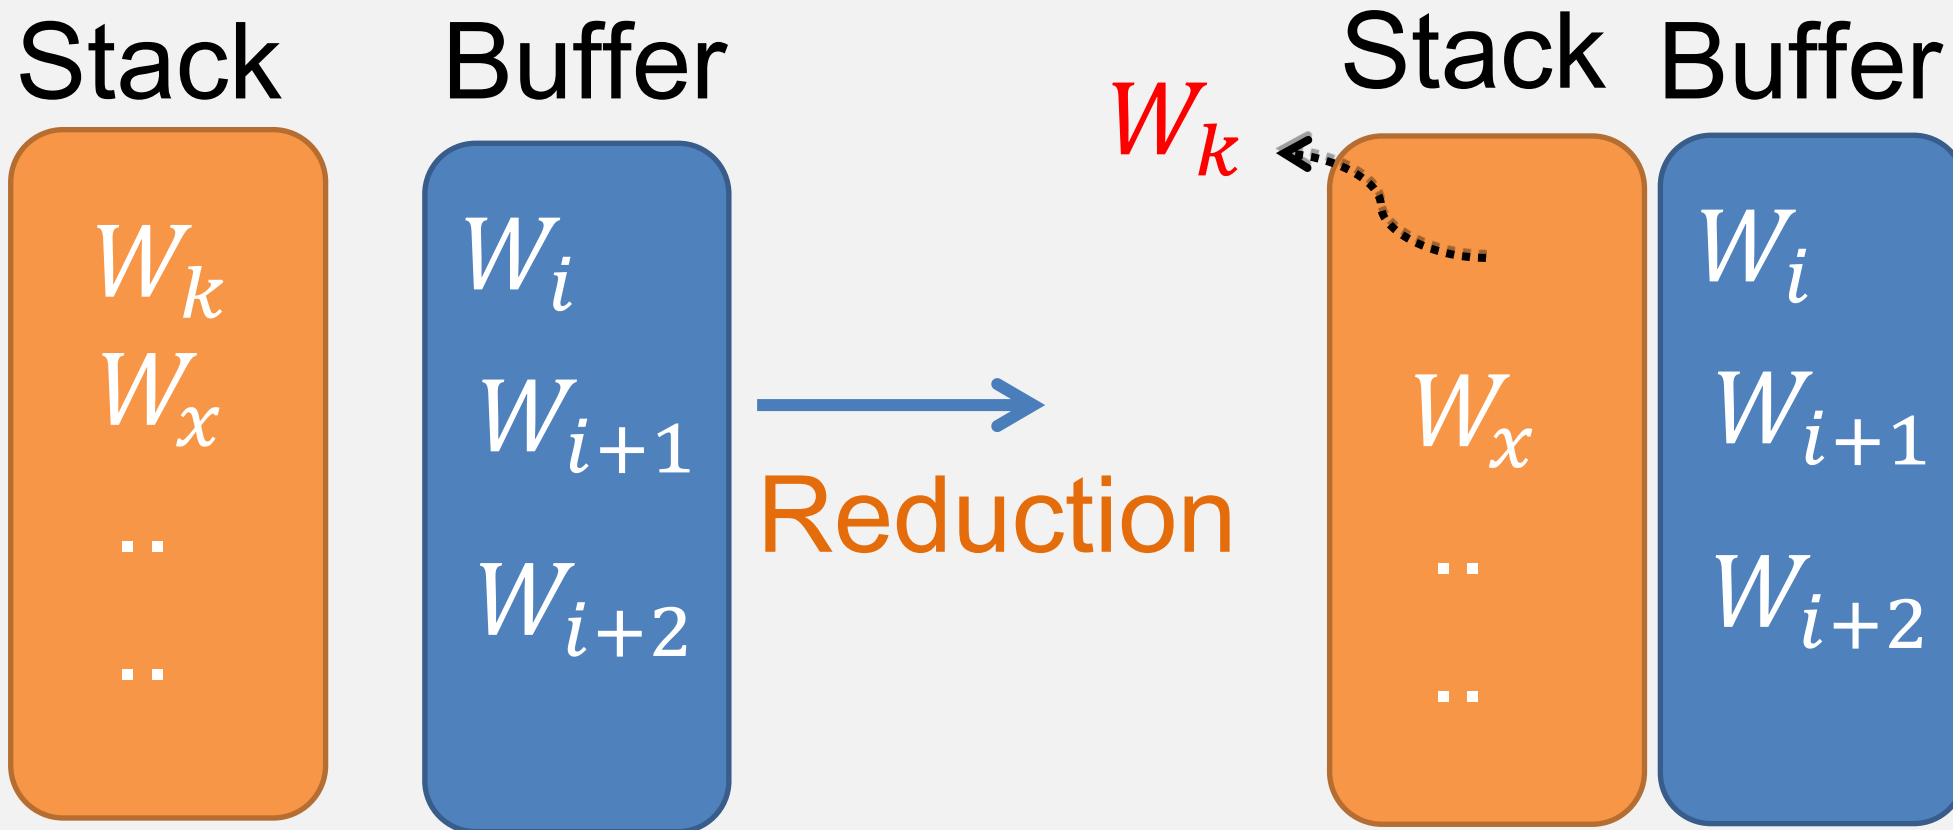 Stack Buffer Stack Buffer
W_k
W_k W_i W_i
W_x W_{i+1} W_x W_{i+1}
Reduction
.. W_{i+2} .. W_{i+2}
.. ..